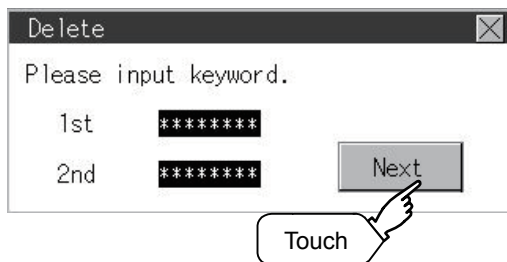 Delete
Please input keyword.
1st ********
2nd ********
Next
Touch